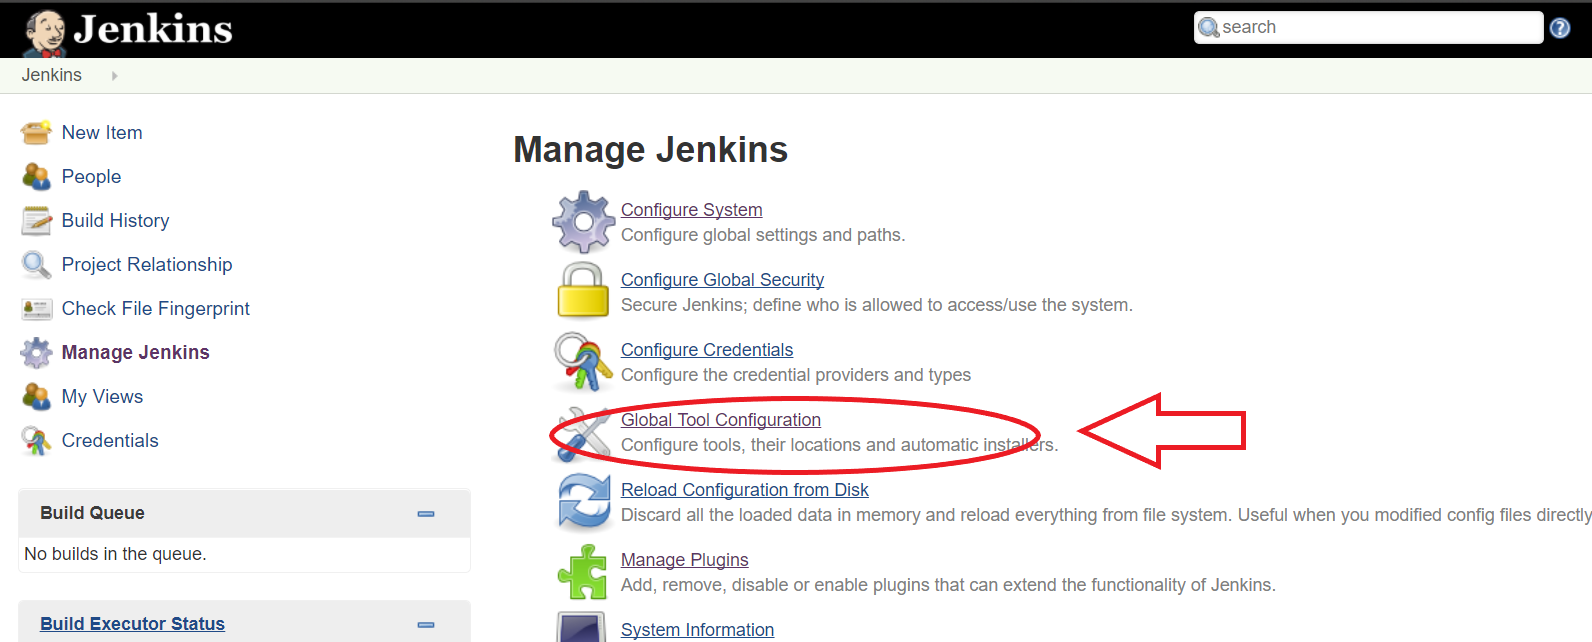 Jenkins
search
Jenkins
New Item
People
Build History
Project Relationship
Check File Fingerprint
Manage Jenkins
My Views
Credentials
Build Queue
No builds in the queue.
Build Executor Status
Manage Jenkins
Configure System
Configure global settings and paths.
Configure Global Security
Secure Jenkins; define who is allowed to access/use the system.
Configure Credentials
Configure the credential providers and types
Global Tool Configuration
Configure tools, their locations and automatic installers.
Reload Configuration from Disk
Discard all the loaded data in memory and reload everything from file system. Useful when you modified config files directly
Manage Plugins
Add, remove, disable or enable plugins that can extend the functionality of Jenkins.
System Information